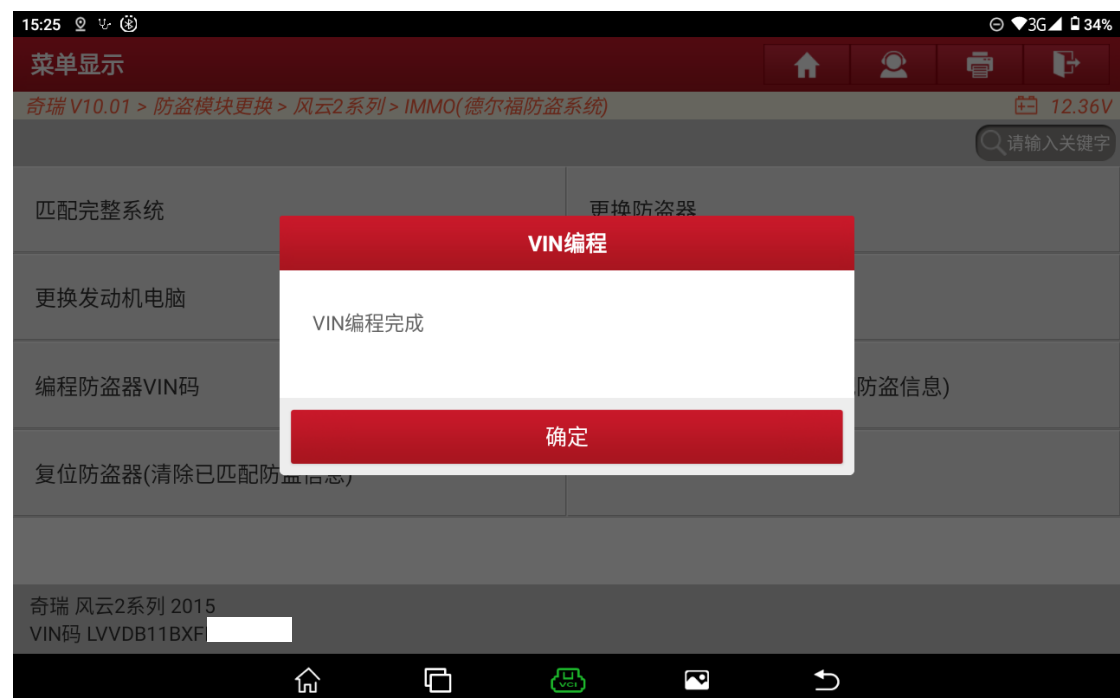 15:25
3G 34%
菜单显示
奇瑞 V10.01 > 防盗模块更换 > 风云2系列 > IMMO(德尔福防盗系统)
12.36V
请输入关键字
匹配完整系统
更换防盗器
VIN编程
更换发动机电脑
VIN编程完成
编程防盗器VIN码
防盗信息)
确定
复位防盗器(清除已匹配防盗信息)
奇瑞 风云2系列 2015
VIN码 LVVDB11BXF
VCI